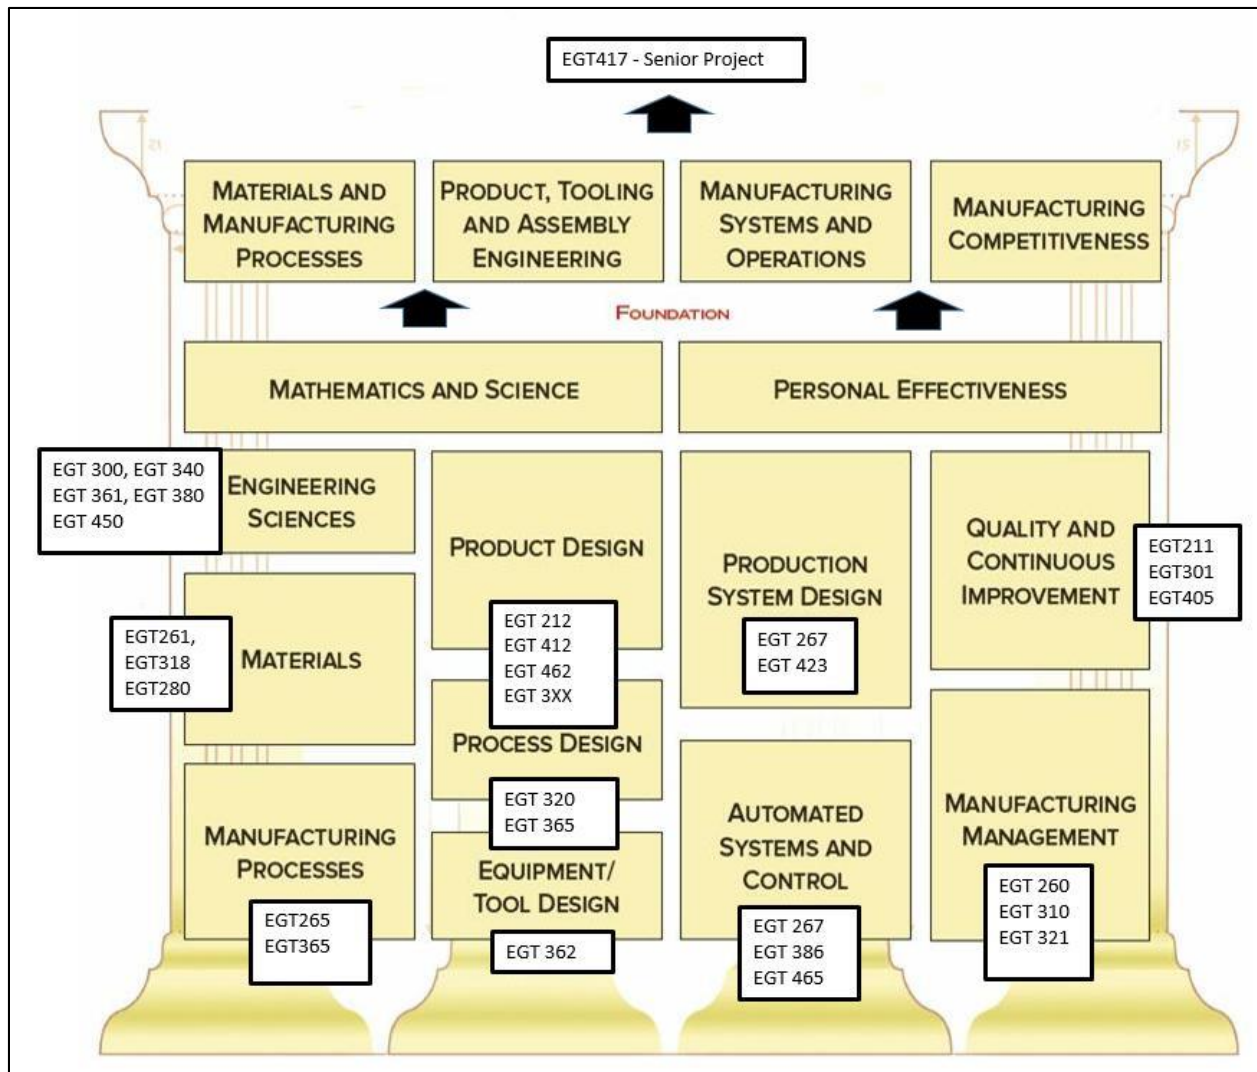 EGT417 - Senior Project
MATERIALS AND
MANUFACTURING
PROCESSES
PRODUCT, TOOLING
AND ASSEMBLY
ENGINEERING
MANUFACTURING
SYSTEMS AND
OPERATIONS
MANUFACTURING
COMPETITIVENESS
FOUNDATION
MATHEMATICS AND SCIENCE
PERSONAL EFFECTIVENESS
EGT 300, EGT 340
EGT 361, EGT 380
EGT 450
ENGINEERING
SCIENCES
EGT261,
EGT318
EGT280
MATERIALS
MANUFACTURING
PROCESSES
EGT265
EGT365
PRODUCT DESIGN
EGT 212
EGT 412
EGT 462
EGT 3XX
PROCESS DESIGN
EGT 320
EGT 365
EQUIPMENT/
TOOL DESIGN
EGT 362
PRODUCTION
SYSTEM DESIGN
EGT 267
EGT 423
AUTOMATED
SYSTEMS AND
CONTROL
EGT 267
EGT 386
EGT 465
QUALITY AND
CONTINUOUS
IMPROVEMENT
EGT211
EGT301
EGT405
MANUFACTURING
MANAGEMENT
EGT 260
EGT 310
EGT 321